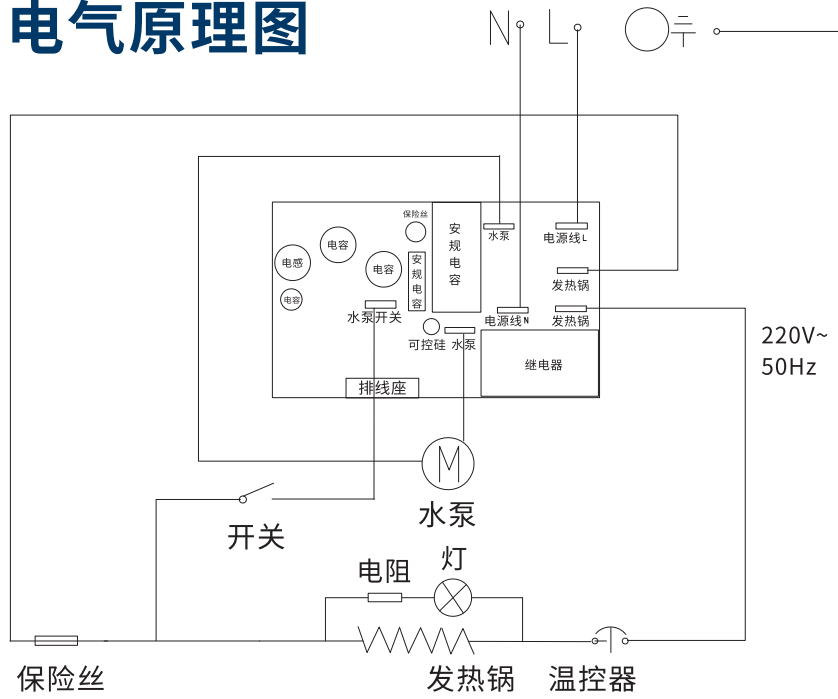 电气原理图
N L
保险丝
安规电容
水泵
电源线L
电容
电感
电容
安规电容
电容
发热锅
水泵开关
电源线N
发热锅
可控硅
水泵
220V~
50Hz
继电器
排线座
M
水泵
开关
灯
电阻
保险丝
发热锅
温控器